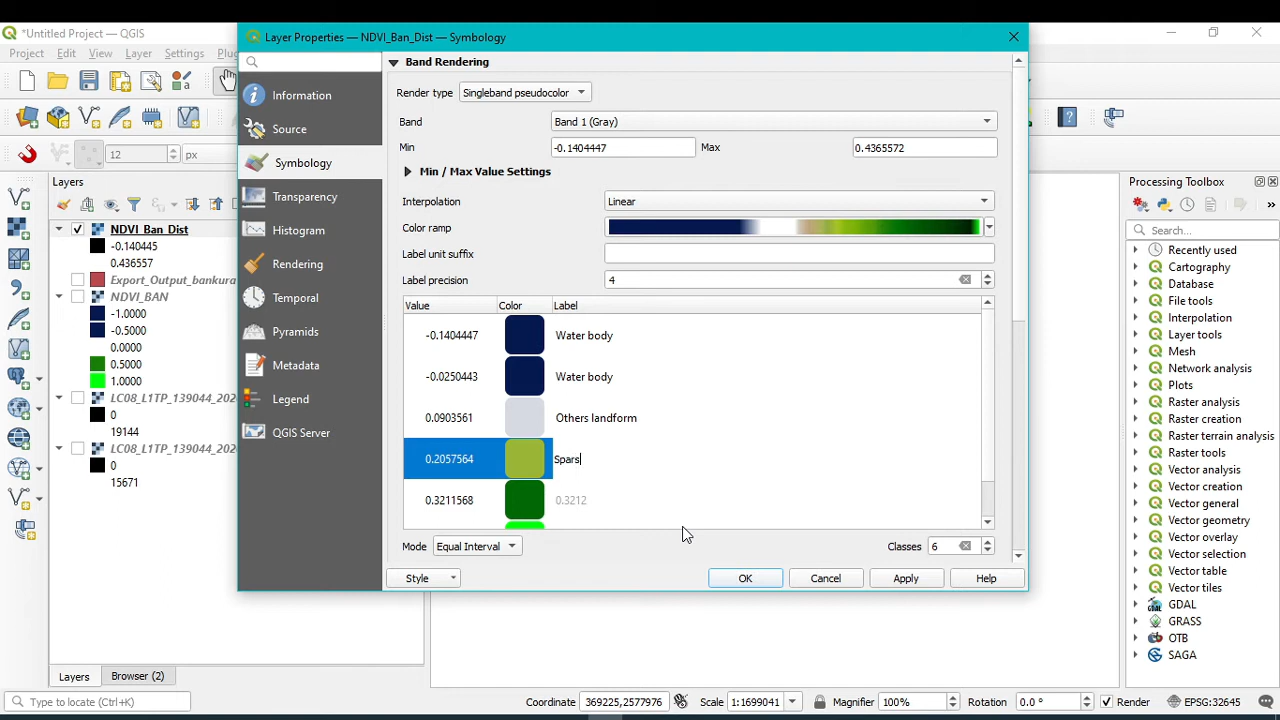 *Untitled Project — QGIS
Project Edit View Layer Settings
Layer Properties — NDVI_Ban_Dist — Symbology
12
px
Layers
NDVI_Ban_Dist
-0.140445
0.436557
Export_Output_bankura
NDVI_BAN
-1.0000
-0.5000
0.0000
0.5000
1.0000
LC08_L1TP_139044_202
0
19144
LC08_L1TP_139044_202
0
15671
Layers
Browser (2)
Information
Source
Symbology
Transparency
Histogram
Rendering
Temporal
Pyramids
Metadata
Legend
QGIS Server
Band Rendering
Render type Singleband pseudocolor
Band Band 1 (Gray)
Min -0.1404447 Max 0.4365572
Min / Max Value Settings
Interpolation Linear
Color ramp
Label unit suffix
Label precision 4
Value Color Label
-0.1404447 Water body
-0.0250443 Water body
0.0903561 Others landform
0.2057564 Spars
0.3211568 0.3212
Mode Equal Interval Classes 6
Style OK Cancel Apply Help
Processing Toolbox
»
Search...
Recently used
Cartography
Database
File tools
Interpolation
Layer tools
Mesh
Network analysis
Plots
Raster analysis
Raster creation
Raster terrain analysis
Raster tools
Vector analysis
Vector creation
Vector general
Vector geometry
Vector overlay
Vector selection
Vector table
Vector tiles
GDAL
GRASS
OTB
SAGA
Type to locate (Ctrl+K) Coordinate 369225,2577976 Scale 1:1699041 Magnifier 100% Rotation 0.0 ° Render EPSG:32645